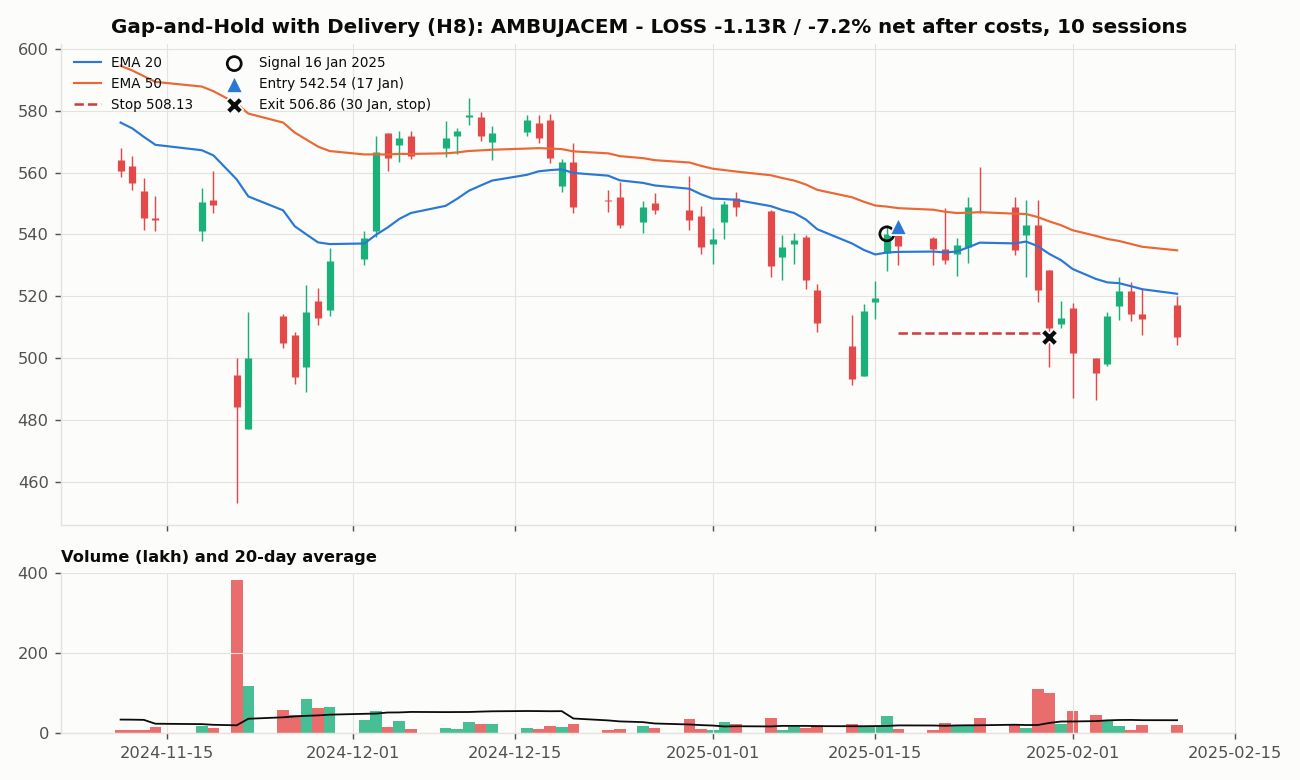 Gap-and-Hold with Delivery (H8): AMBUJACEM - LOSS -1.13R / -7.2% net after costs, 10 sessions
EMA 20
EMA 50
Stop 508.13
Signal 16 Jan 2025
Entry 542.54 (17 Jan)
Exit 506.86 (30 Jan, stop)
600
580
560
540
520
500
480
460
Volume (lakh) and 20-day average
400
200
0
2024-11-15
2024-12-01
2024-12-15
2025-01-01
2025-01-15
2025-02-01
2025-02-15